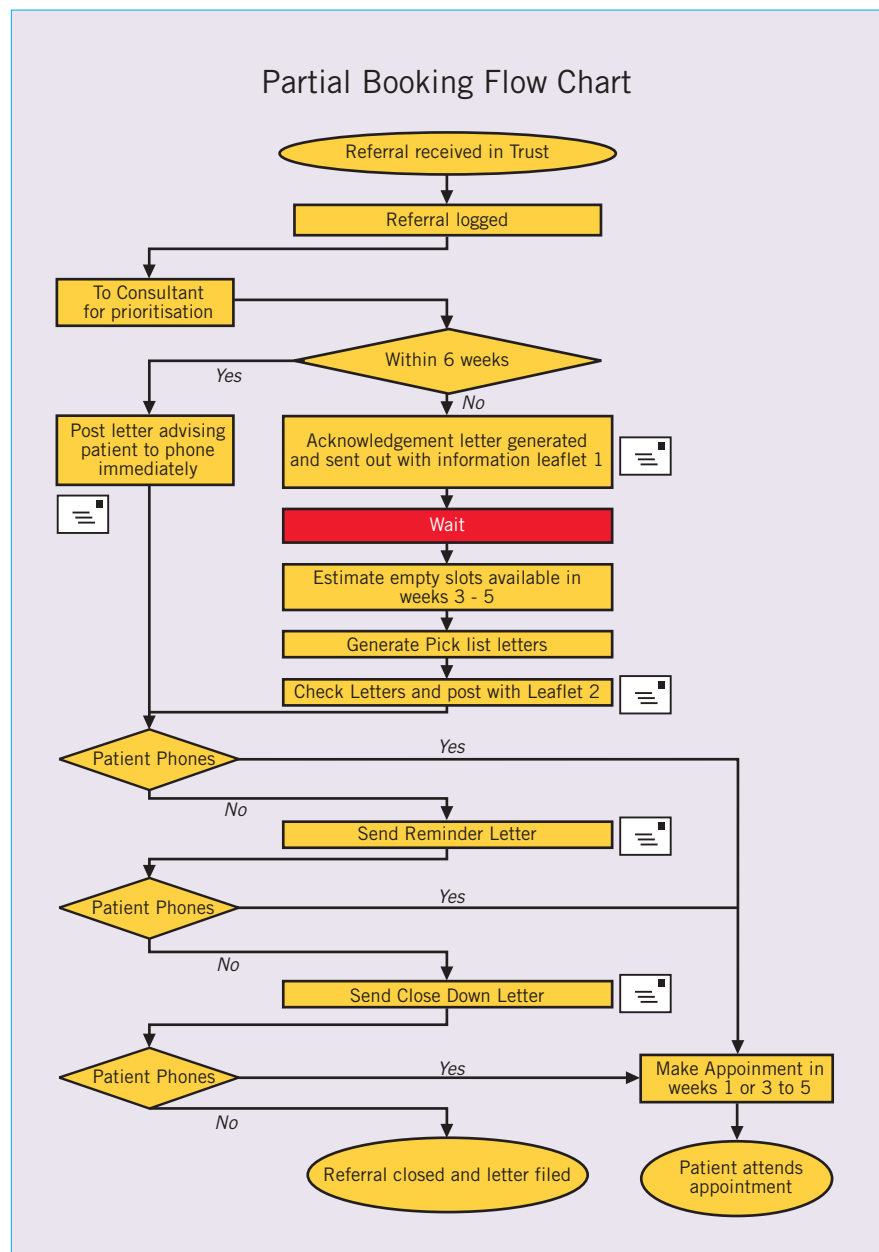 Partial Booking Flow Chart
Referral received in Trust
Referral logged
To Consultant
for prioritisation
Within 6 weeks
Yes
No
Post letter advising
patient to phone
immediately
Acknowledgement letter generated
and sent out with information leaflet 1
Wait
Estimate empty slots available in
weeks 3 - 5
Generate Pick list letters
Check Letters and post with Leaflet 2
Patient Phones
Yes
No
Send Reminder Letter
Patient Phones
Yes
No
Send Close Down Letter
Patient Phones
Yes
Make Appoinment in
weeks 1 or 3 to 5
No
Referral closed and letter filed
Patient attends
appointment